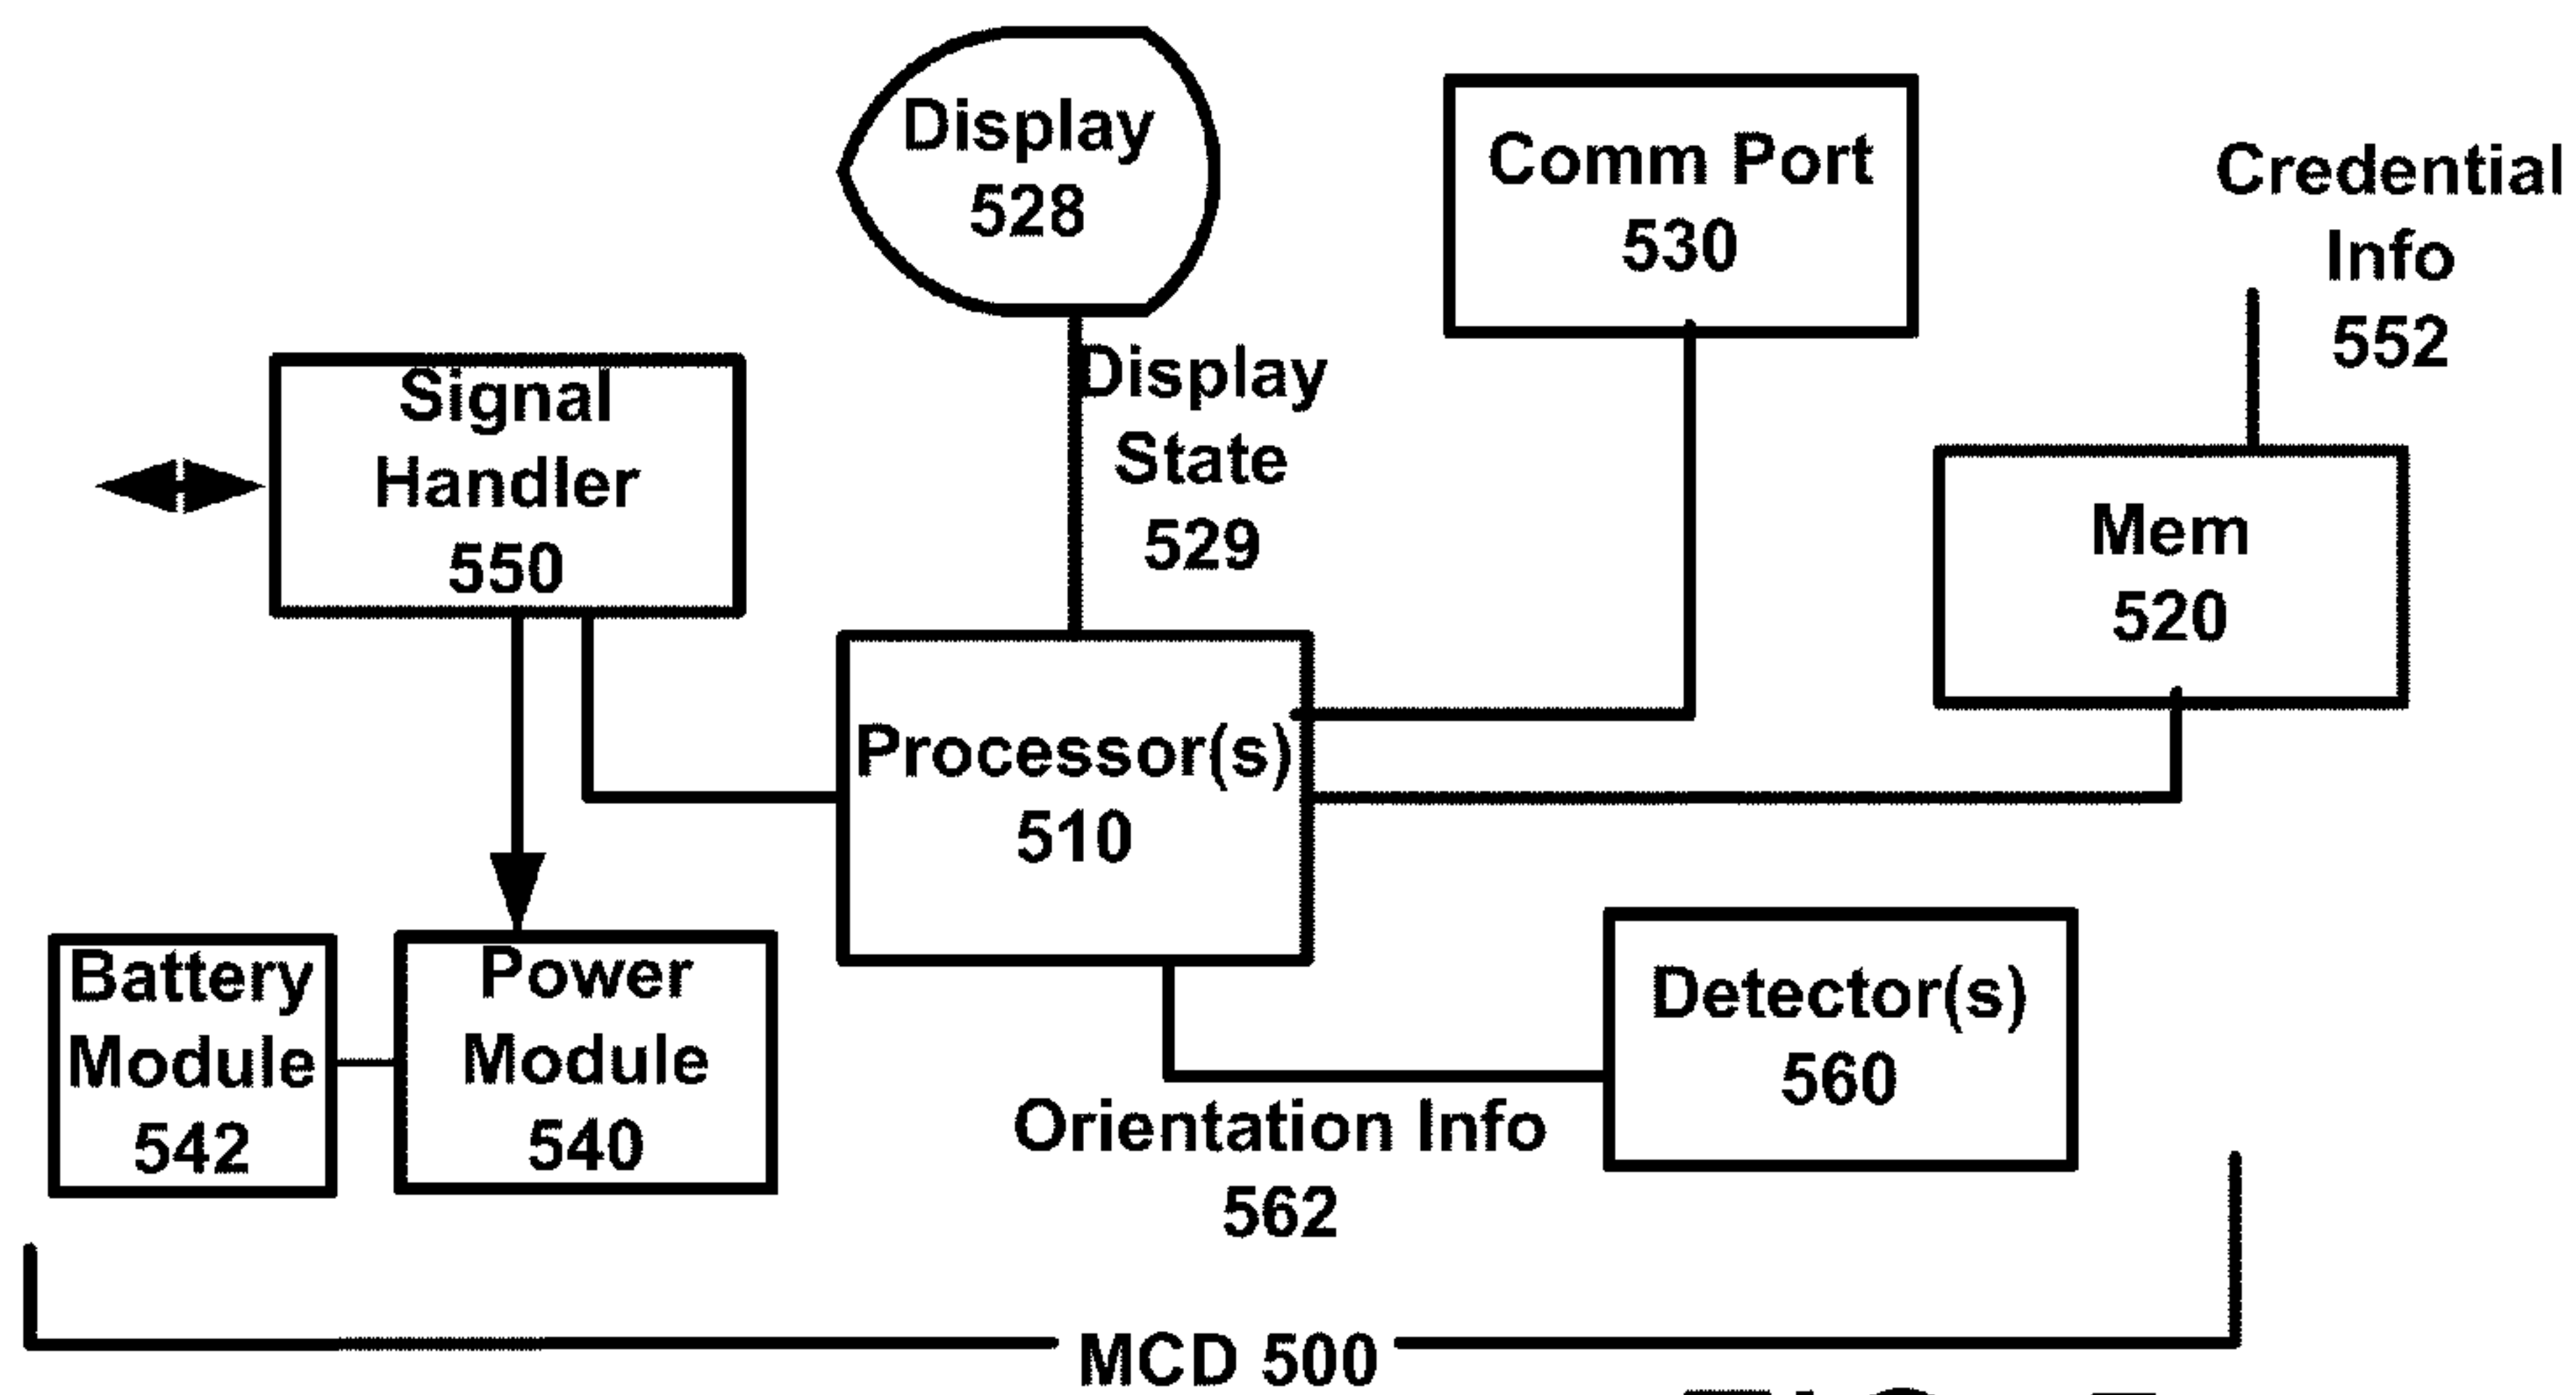 Display
528
Comm Port
530
Credential
Info
552
Signal
Handler
550
Display
State
529
Mem
520
Processor(s)
510
Battery
Module
542
Power
Module
540
Detector(s)
560
Orientation Info
562
MCD 500